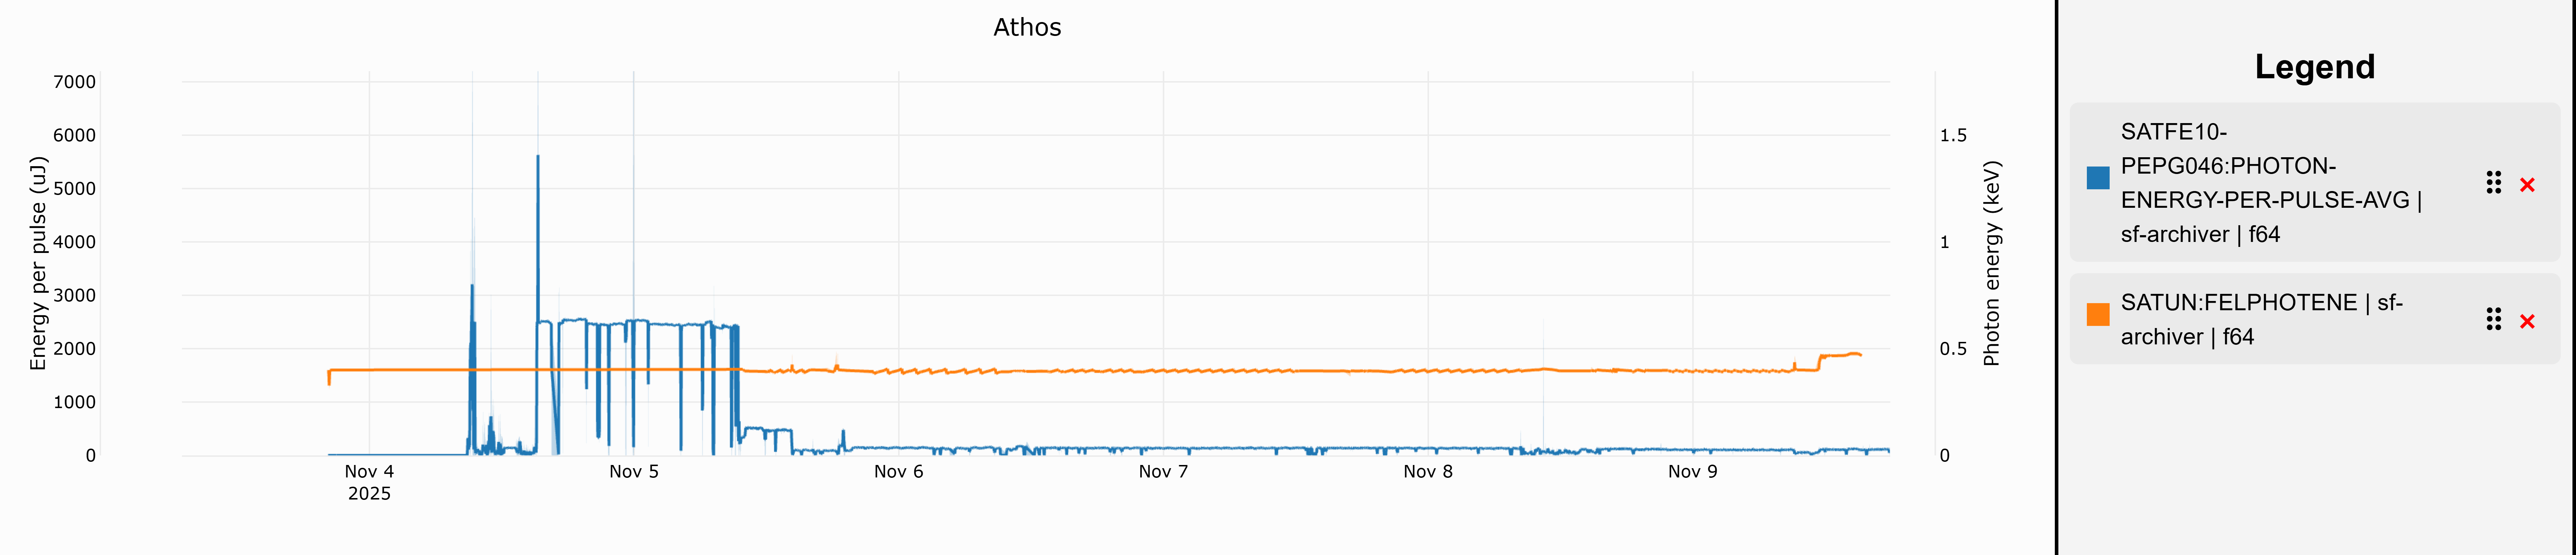 Athos
Energy per pulse (uJ)
7000
6000
5000
4000
3000
2000
1000
0
Nov 4
2025
Nov 5
Nov 6
Nov 7
Nov 8
Nov 9
1.5
1
0.5
0
Photon energy (keV)
Legend
SATFE10-
PEPG046:PHOTON-
ENERGY-PER-PULSE-AVG |
sf-archiver | f64
SATUN:FELPHOTENE | sf-
archiver | f64